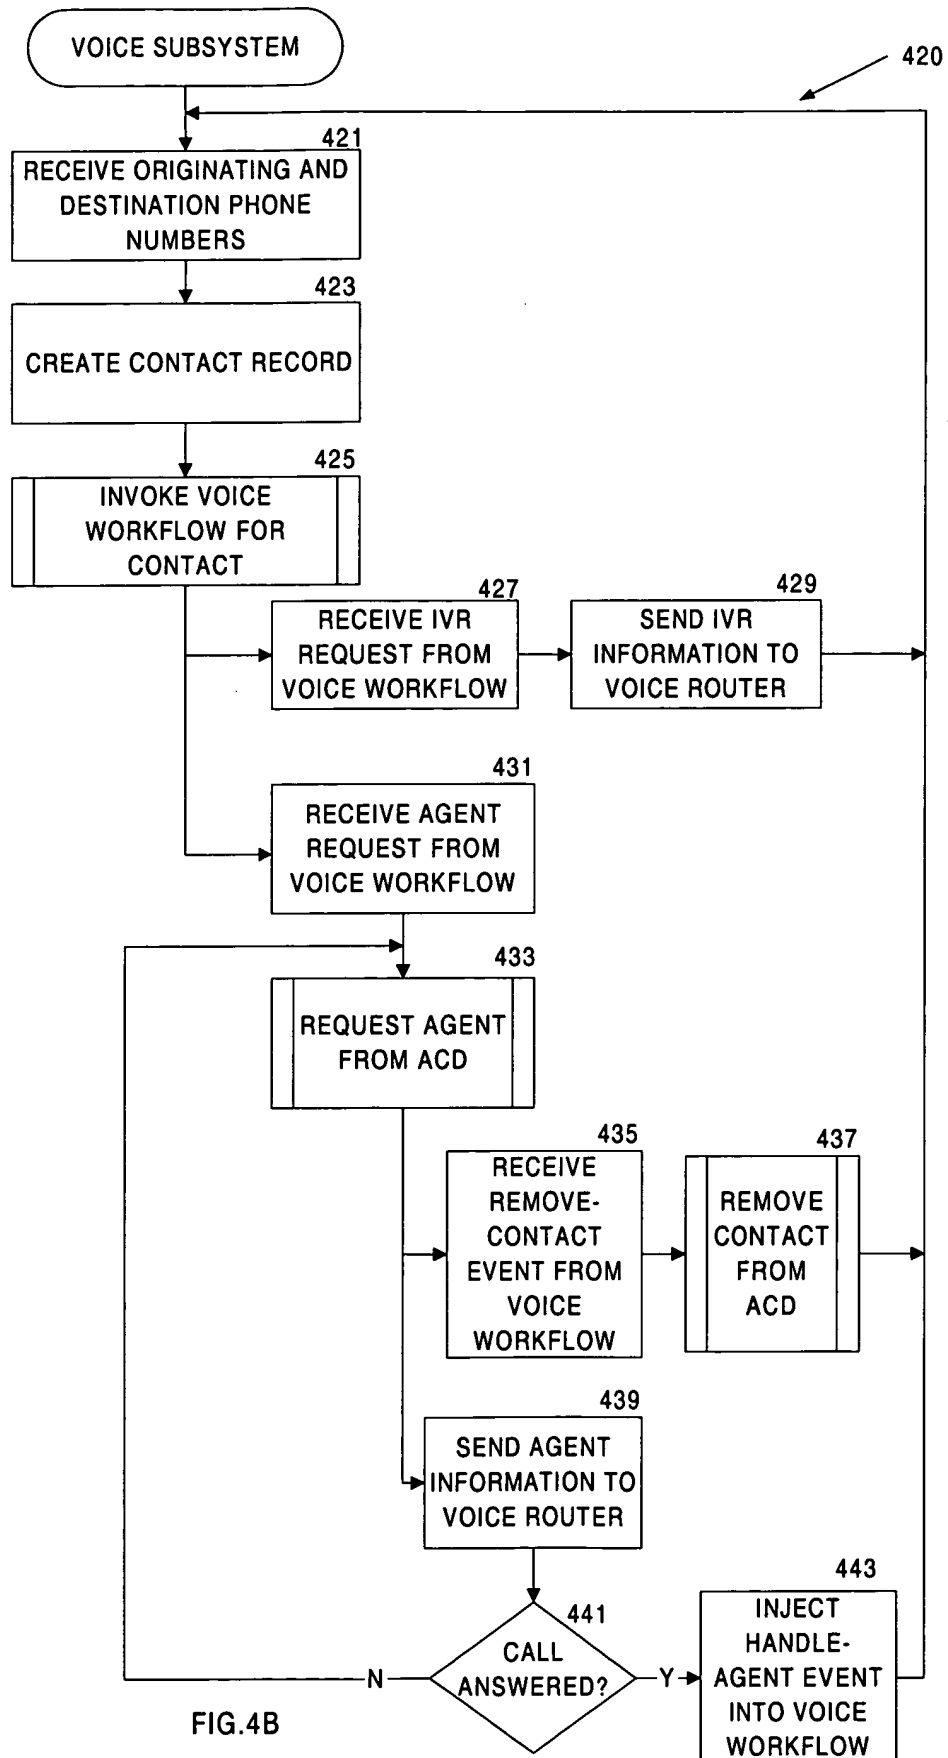 VOICE SUBSYSTEM
420
421
RECEIVE ORIGINATING AND
DESTINATION PHONE
NUMBERS
423
CREATE CONTACT RECORD
425
INVOKE VOICE
WORKFLOW FOR
CONTACT
427
RECEIVE IVR
REQUEST FROM
VOICE WORKFLOW
429
SEND IVR
INFORMATION TO
VOICE ROUTER
431
RECEIVE AGENT
REQUEST FROM
VOICE WORKFLOW
433
REQUEST AGENT
FROM ACD
435
RECEIVE
REMOVE-
CONTACT
EVENT FROM
VOICE
WORKFLOW
437
REMOVE
CONTACT
FROM
ACD
439
SEND AGENT
INFORMATION TO
VOICE ROUTER
441
CALL
ANSWERED?
N
Y
443
INJECT
HANDLE-
AGENT EVENT
INTO VOICE
WORKFLOW
FIG.4B